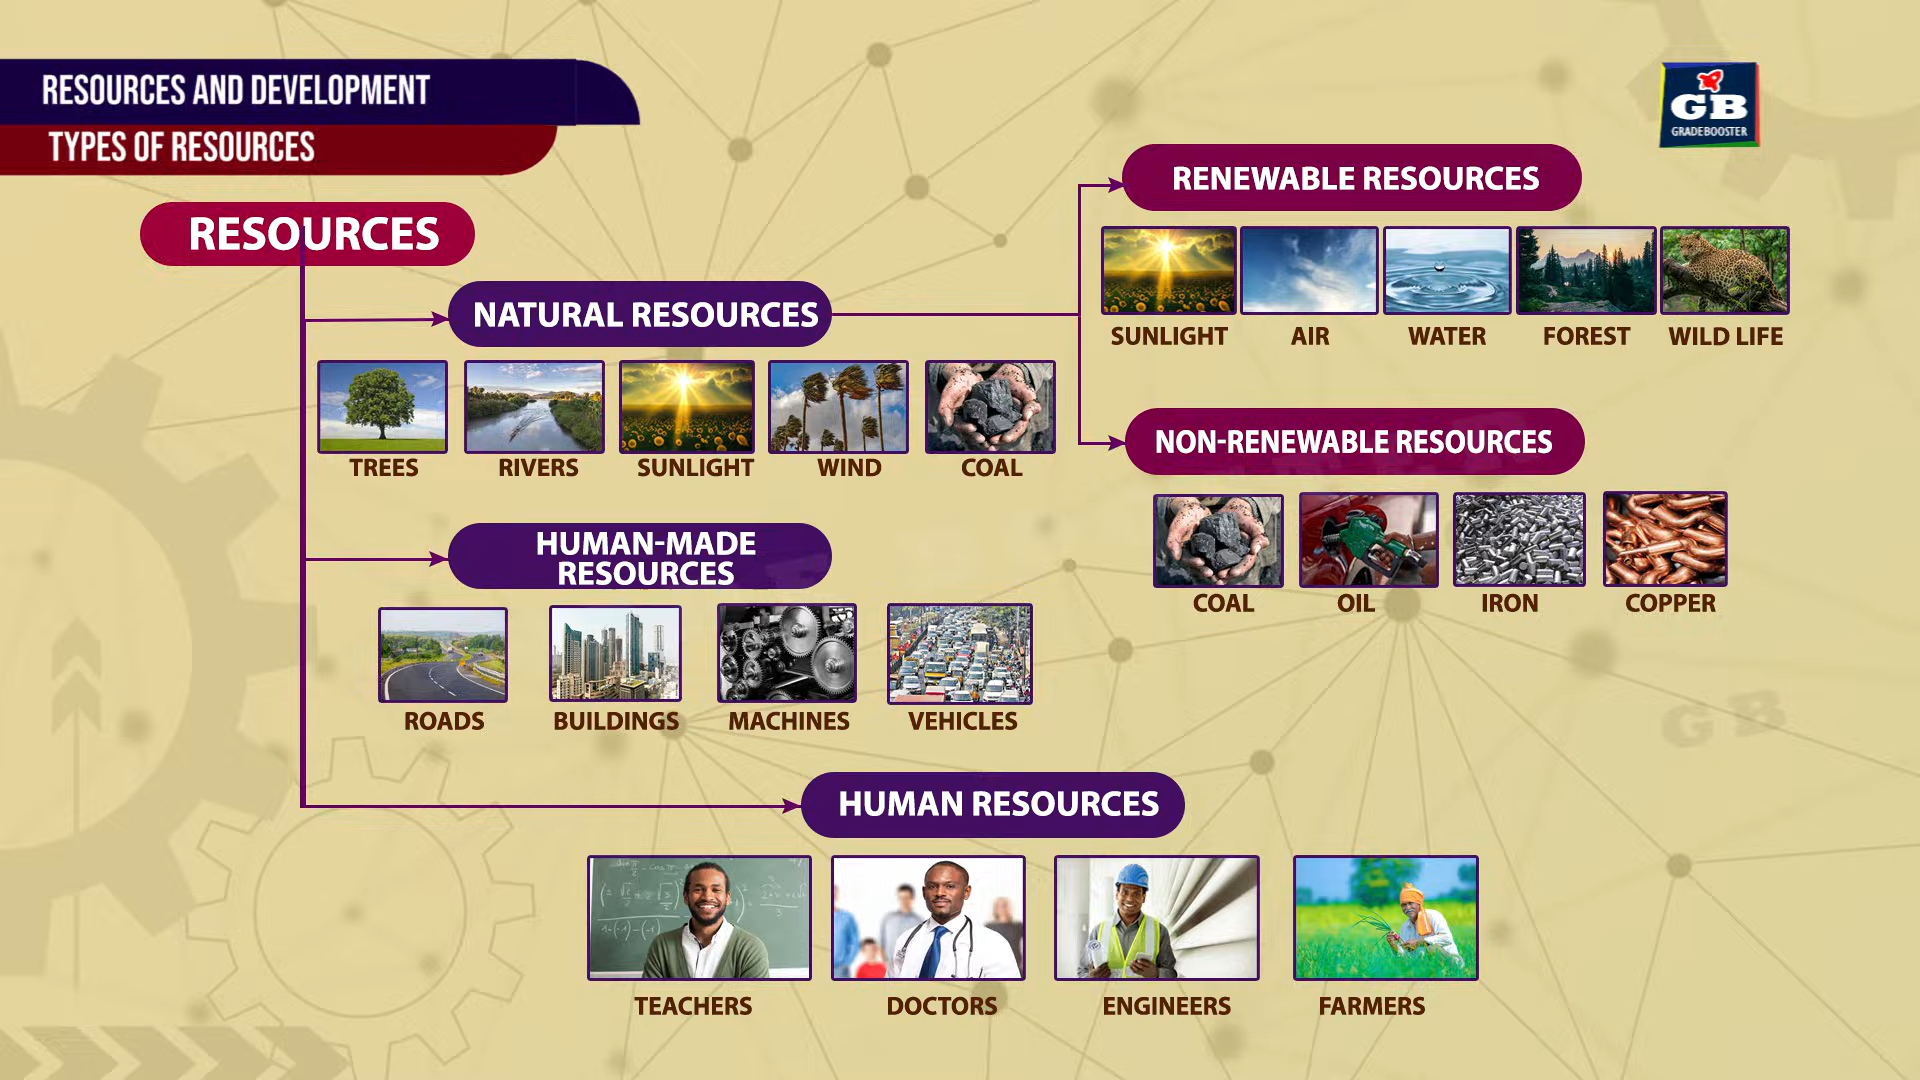 RESOURCES AND DEVELOPMENT
TYPES OF RESOURCES
GB
GRADEBOOSTER
RESOURCES
NATURAL RESOURCES
TREES
RIVERS
SUNLIGHT
WIND
COAL
RENEWABLE RESOURCES
SUNLIGHT
AIR
WATER
FOREST
WILD LIFE
NON-RENEWABLE RESOURCES
COAL
OIL
IRON
COPPER
HUMAN-MADE
RESOURCES
ROADS
BUILDINGS
MACHINES
VEHICLES
GB
HUMAN RESOURCES
TEACHERS
DOCTORS
ENGINEERS
FARMERS